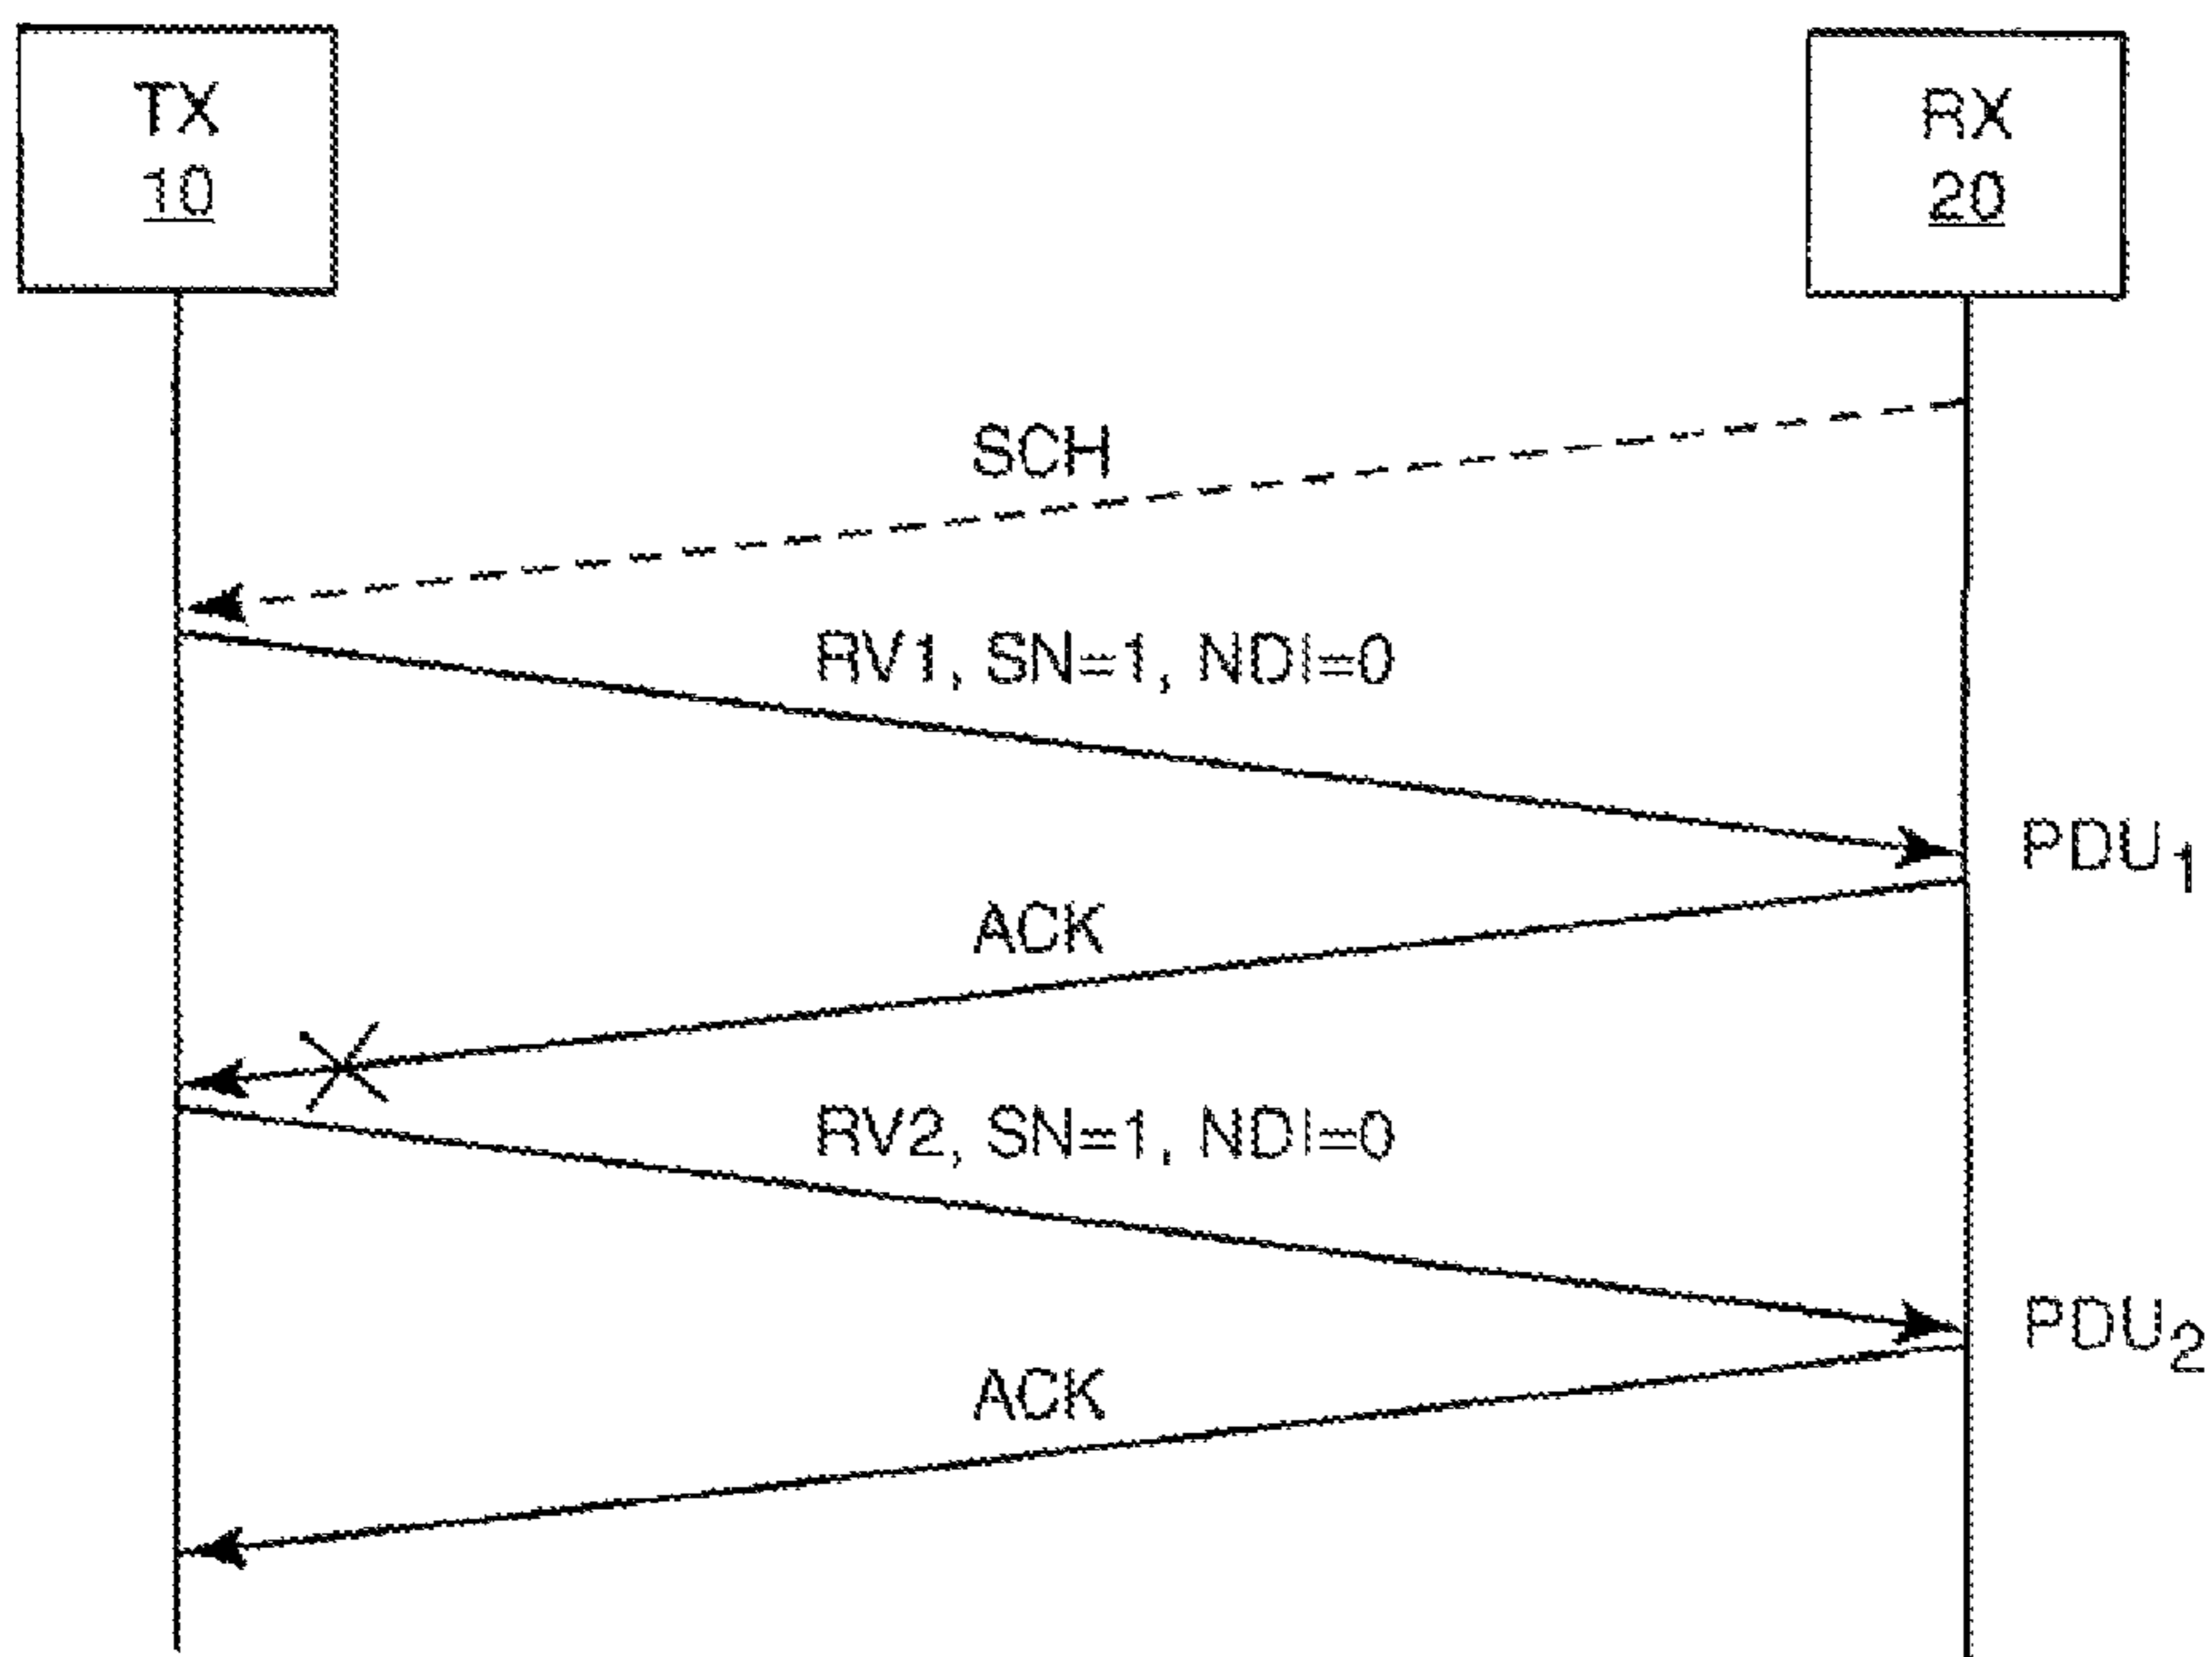 TX
10
RX
20
SCH
RV1, SN=1, NDI=0
PDU1
ACK
RV2, SN=1, NDI=0
PDU2
ACK